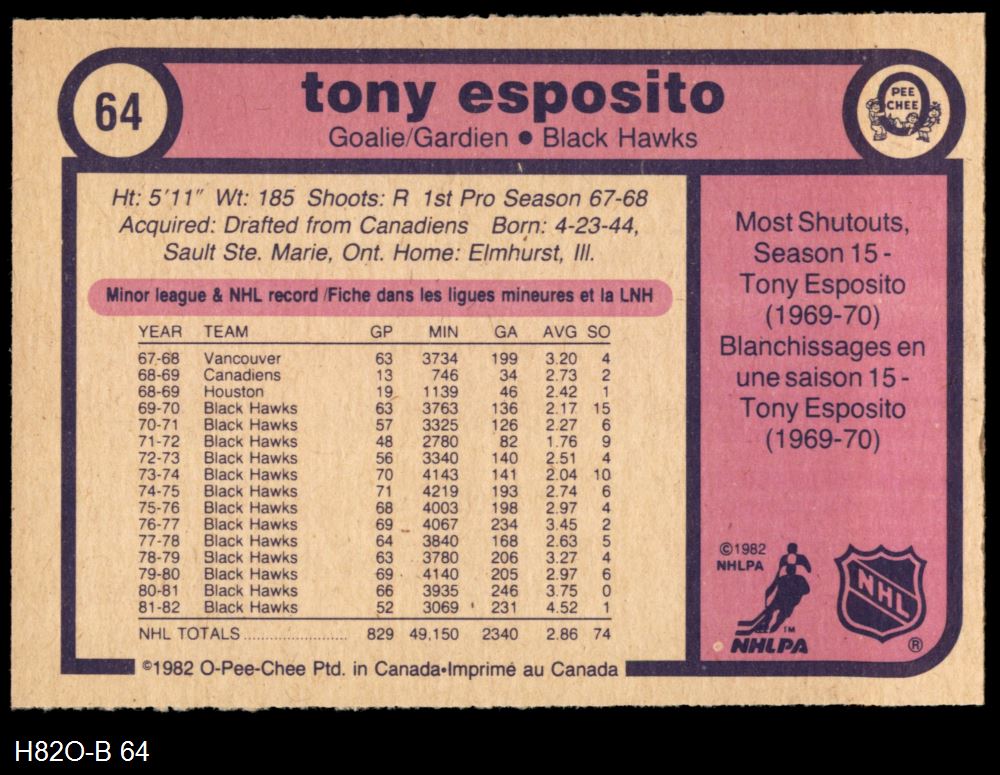 64
tony esposito
Goalie/Gardien • Black Hawks
O
PEE
CHEE
Ht: 5'11" Wt: 185 Shoots: R 1st Pro Season 67-68
Acquired: Drafted from Canadiens Born: 4-23-44,
Sault Ste. Marie, Ont. Home: Elmhurst, Ill.
Minor league & NHL record /Fiche dans les ligues mineures et la LNH
YEAR TEAM GP MIN GA AVG SO
67-68 Vancouver 63 3734 199 3.20 4
68-69 Canadiens 13 746 34 2.73 2
68-69 Houston 19 1139 46 2.42 1
69-70 Black Hawks 63 3763 136 2.17 15
70-71 Black Hawks 57 3325 126 2.27 6
71-72 Black Hawks 48 2780 82 1.76 9
72-73 Black Hawks 56 3340 140 2.51 4
73-74 Black Hawks 70 4143 141 2.04 10
74-75 Black Hawks 71 4219 193 2.74 6
75-76 Black Hawks 68 4003 198 2.97 4
76-77 Black Hawks 69 4067 234 3.45 2
77-78 Black Hawks 64 3840 168 2.63 5
78-79 Black Hawks 63 3780 206 3.27 4
79-80 Black Hawks 69 4140 205 2.97 6
80-81 Black Hawks 66 3935 246 3.75 0
81-82 Black Hawks 52 3069 231 4.52 1
NHL TOTALS.................... 829 49,150 2340 2.86 74
©1982 O-Pee-Chee Ptd. in Canada•Imprimé au Canada
Most Shutouts,
Season 15 -
Tony Esposito
(1969-70)
Blanchissages en
une saison 15 -
Tony Esposito
(1969-70)
©1982
NHLPA
TM
NHLPA
NHL
®
H82O-B 64